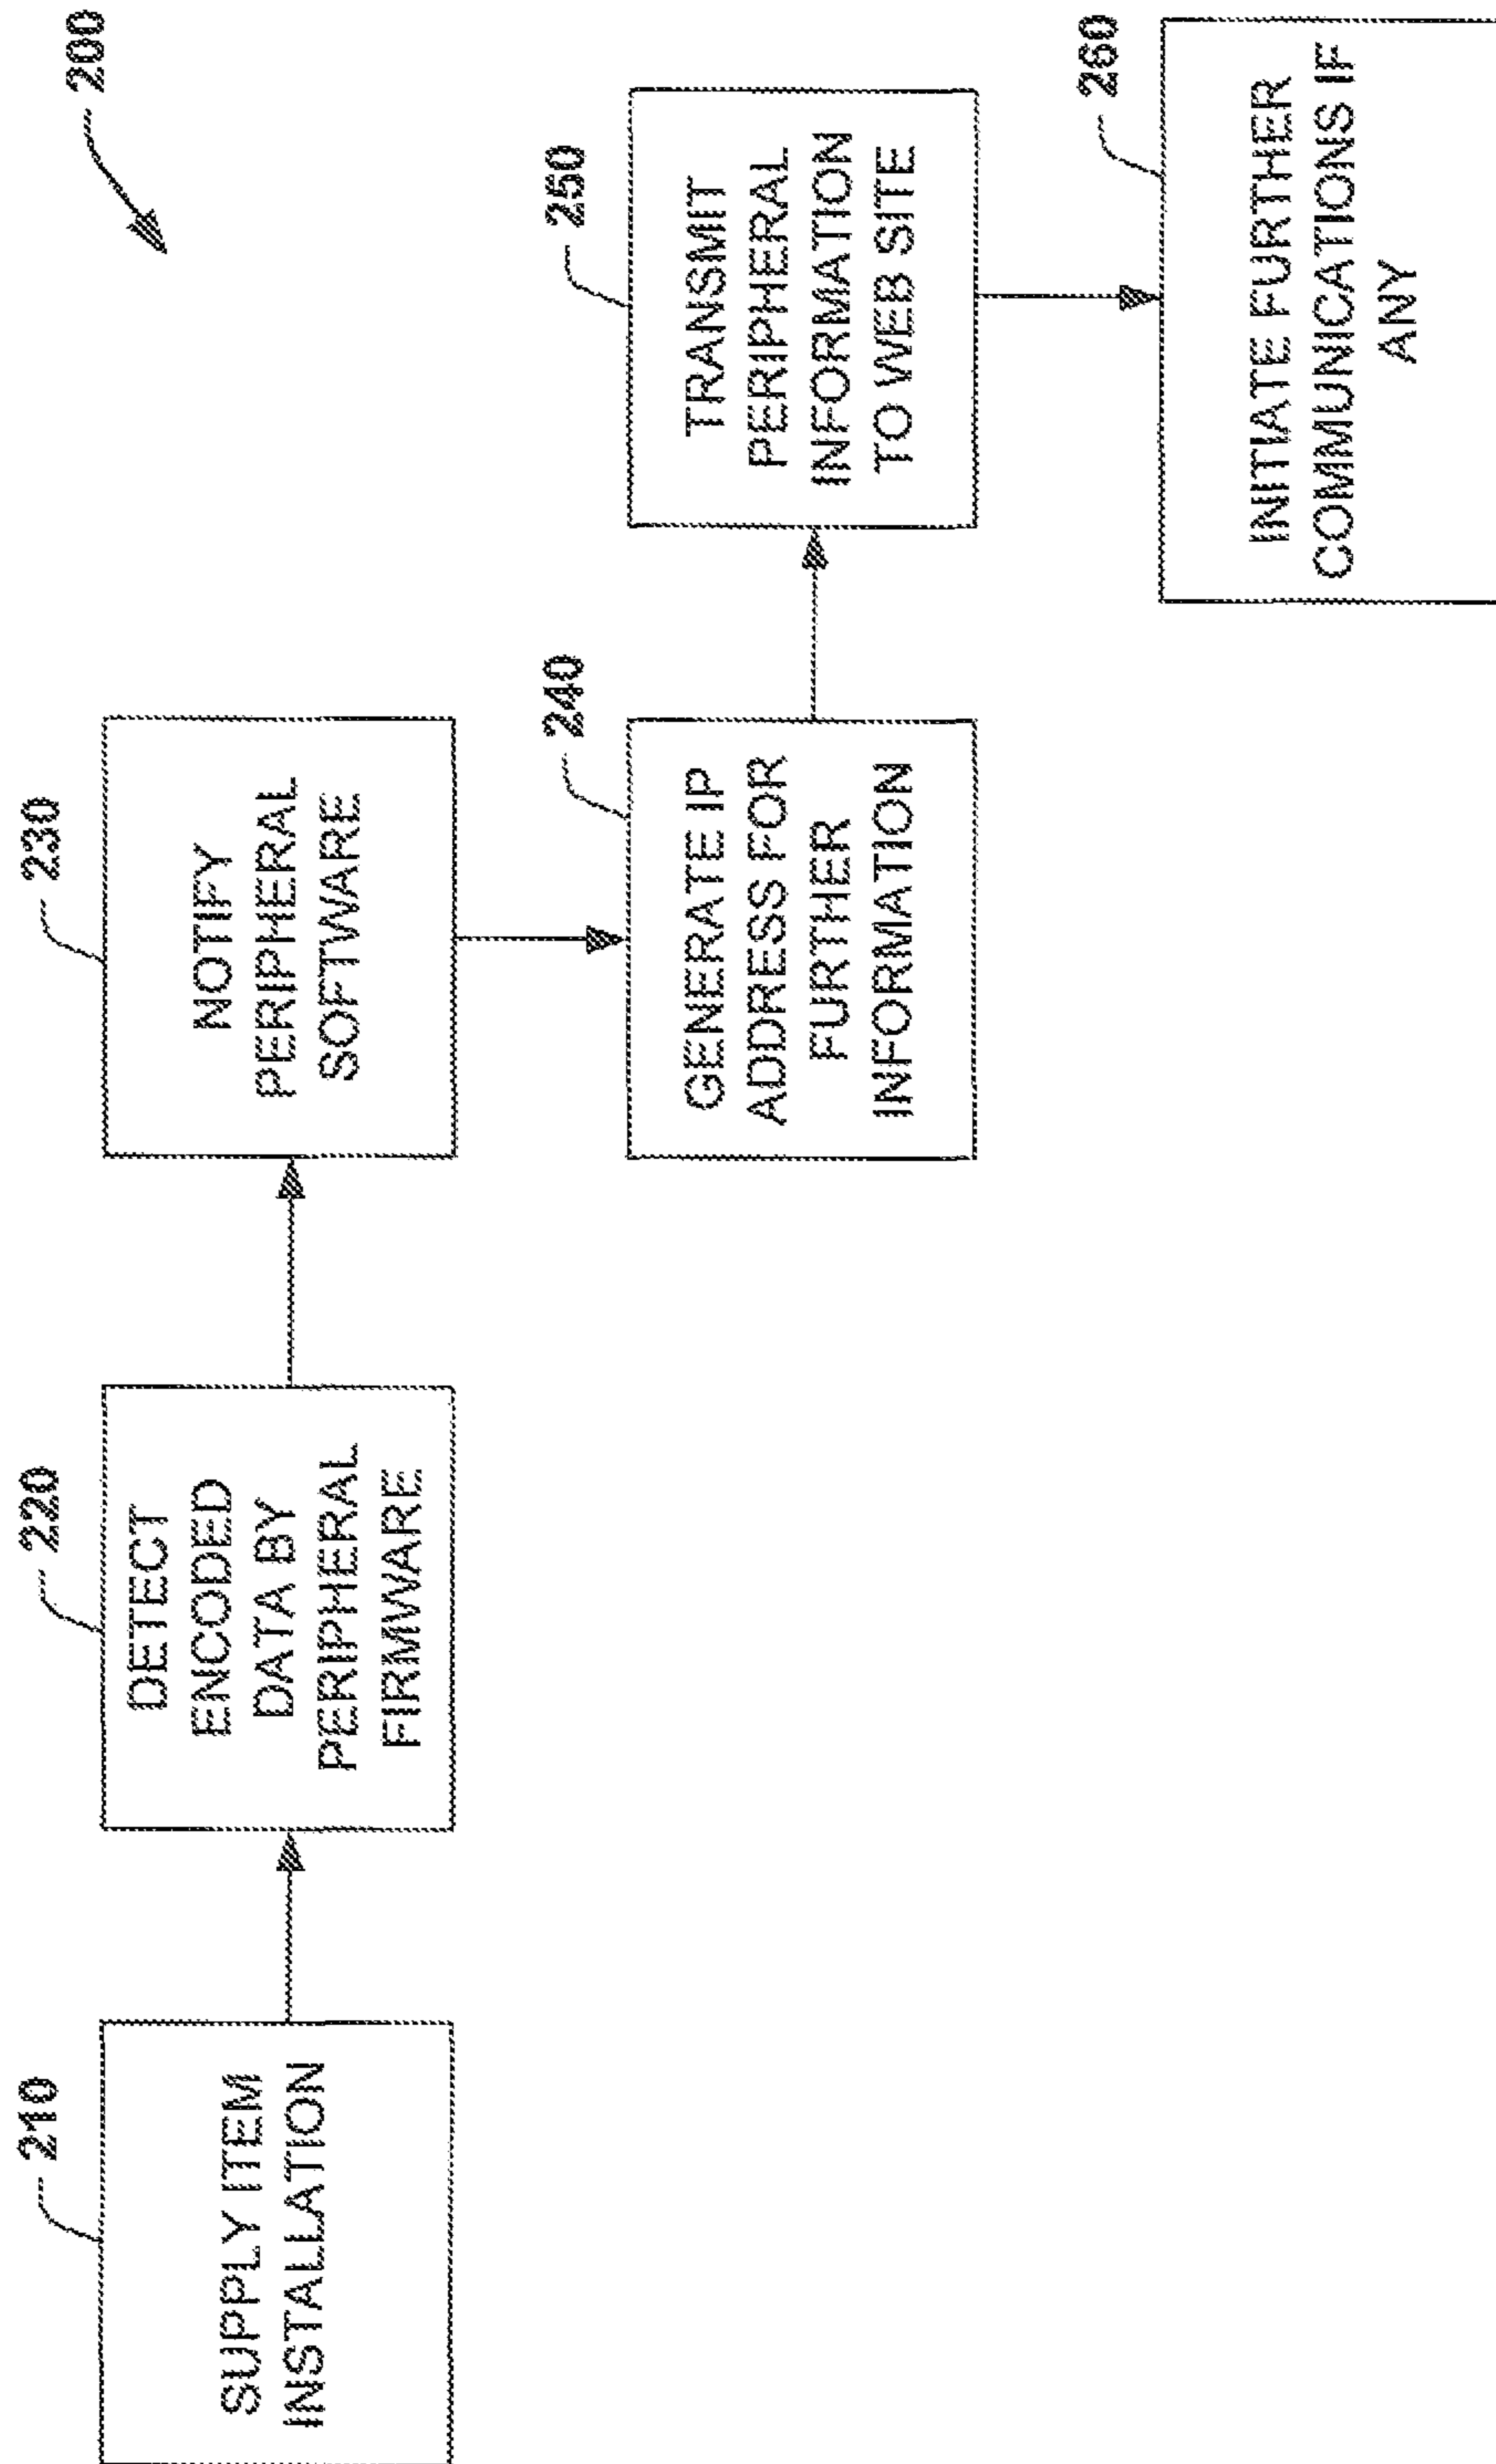 200
210
SUPPLY ITEM
INSTALLATION
220
DETECT
ENCODED
DATA BY
PERIPHERAL
FIRMWARE
230
NOTIFY
PERIPHERAL
SOFTWARE
240
GENERATE IP
ADDRESS FOR
FURTHER
INFORMATION
250
TRANSMIT
PERIPHERAL
INFORMATION
TO WEB SITE
260
INITIATE FURTHER
COMMUNICATIONS IF
ANY